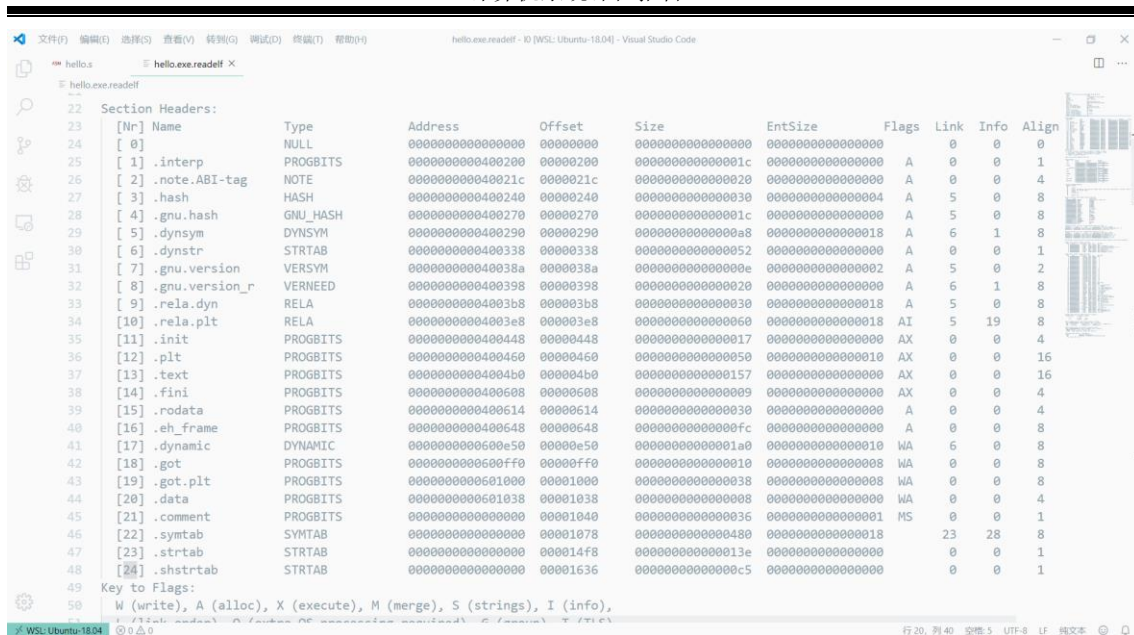 文件(F) 编辑(E) 选择(S) 查看(V) 转到(G) 调试(D) 终端(T) 帮助(H) hello.exe.readelf - l0 [WSL: Ubuntu-18.04] - Visual Studio Code
hello.s hello.exe.readelf ×
hello.exe.readelf
22 Section Headers:
23 [Nr] Name Type Address Offset Size EntSize Flags Link Info Align
24 [ 0] NULL 0000000000000000 00000000 0000000000000000 0000000000000000 0 0 0
25 [ 1] .interp PROGBITS 0000000000400200 00000200 000000000000001c 0000000000000000 A 0 0 1
26 [ 2] .note.ABI-tag NOTE 000000000040021c 0000021c 0000000000000020 0000000000000000 A 0 0 4
27 [ 3] .hash HASH 0000000000400240 00000240 0000000000000030 0000000000000004 A 5 0 8
28 [ 4] .gnu.hash GNU_HASH 0000000000400270 00000270 000000000000001c 0000000000000000 A 5 0 8
29 [ 5] .dynsym DYNSYM 0000000000400290 00000290 00000000000000a8 0000000000000018 A 6 1 8
30 [ 6] .dynstr STRTAB 0000000000400338 00000338 0000000000000052 0000000000000000 A 0 0 1
31 [ 7] .gnu.version VERSYM 000000000040038a 0000038a 000000000000000e 0000000000000002 A 5 0 2
32 [ 8] .gnu.version_r VERNEED 0000000000400398 00000398 0000000000000020 0000000000000000 A 6 1 8
33 [ 9] .rela.dyn RELA 00000000004003b8 000003b8 0000000000000030 0000000000000018 A 5 0 8
34 [10] .rela.plt RELA 00000000004003e8 000003e8 0000000000000060 0000000000000018 AI 5 19 8
35 [11] .init PROGBITS 0000000000400448 00000448 0000000000000017 0000000000000000 AX 0 0 4
36 [12] .plt PROGBITS 0000000000400460 00000460 0000000000000050 0000000000000010 AX 0 0 16
37 [13] .text PROGBITS 00000000004004b0 000004b0 0000000000000157 0000000000000000 AX 0 0 16
38 [14] .fini PROGBITS 0000000000400608 00000608 0000000000000009 0000000000000000 AX 0 0 4
39 [15] .rodata PROGBITS 0000000000400614 00000614 0000000000000030 0000000000000000 A 0 0 4
40 [16] .eh_frame PROGBITS 0000000000400648 00000648 00000000000000fc 0000000000000000 A 0 0 8
41 [17] .dynamic DYNAMIC 0000000000600e50 00000e50 00000000000001a0 0000000000000010 WA 6 0 8
42 [18] .got PROGBITS 0000000000600ff0 00000ff0 0000000000000010 0000000000000008 WA 0 0 8
43 [19] .got.plt PROGBITS 0000000000601000 00001000 0000000000000038 0000000000000008 WA 0 0 8
44 [20] .data PROGBITS 0000000000601038 00001038 0000000000000008 0000000000000000 WA 0 0 4
45 [21] .comment PROGBITS 0000000000000000 00001040 0000000000000036 0000000000000001 MS 0 0 1
46 [22] .symtab SYMTAB 0000000000000000 00001078 0000000000000480 0000000000000018 23 28 8
47 [23] .strtab STRTAB 0000000000000000 000014f8 000000000000013e 0000000000000000 0 0 1
48 [24] .shstrtab STRTAB 0000000000000000 00001636 00000000000000c5 0000000000000000 0 0 1
49 Key to Flags:
50 W (write), A (alloc), X (execute), M (merge), S (strings), I (info),
WSL: Ubuntu-18.04 0 0 行 20, 列 40 空格: 5 UTF-8 LF 纯文本